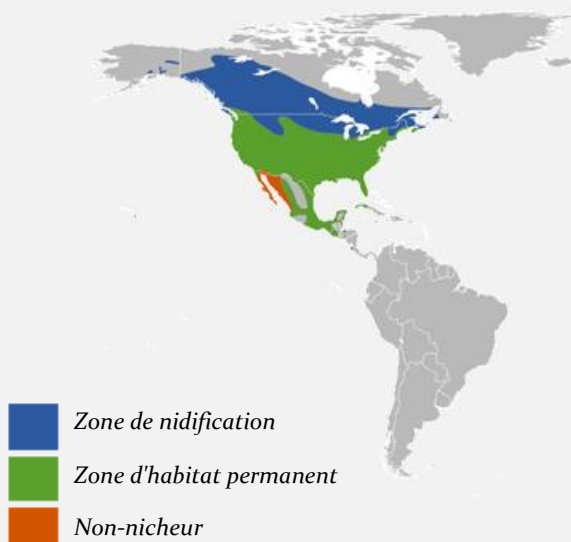 Zone de nidification
Zone d'habitat permanent
Non-nicheur